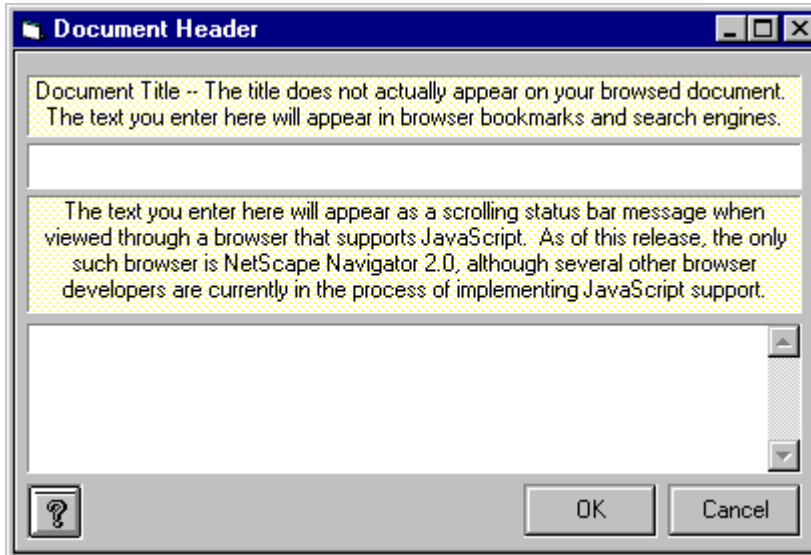 Document Header
Document Title -- The title does not actually appear on your browsed document.
The text you enter here will appear in browser bookmarks and search engines.
The text you enter here will appear as a scrolling status bar message when
viewed through a browser that supports JavaScript.  As of this release, the only
such browser is NetScape Navigator 2.0, although several other browser
developers are currently in the process of implementing JavaScript support.
?
OK
Cancel